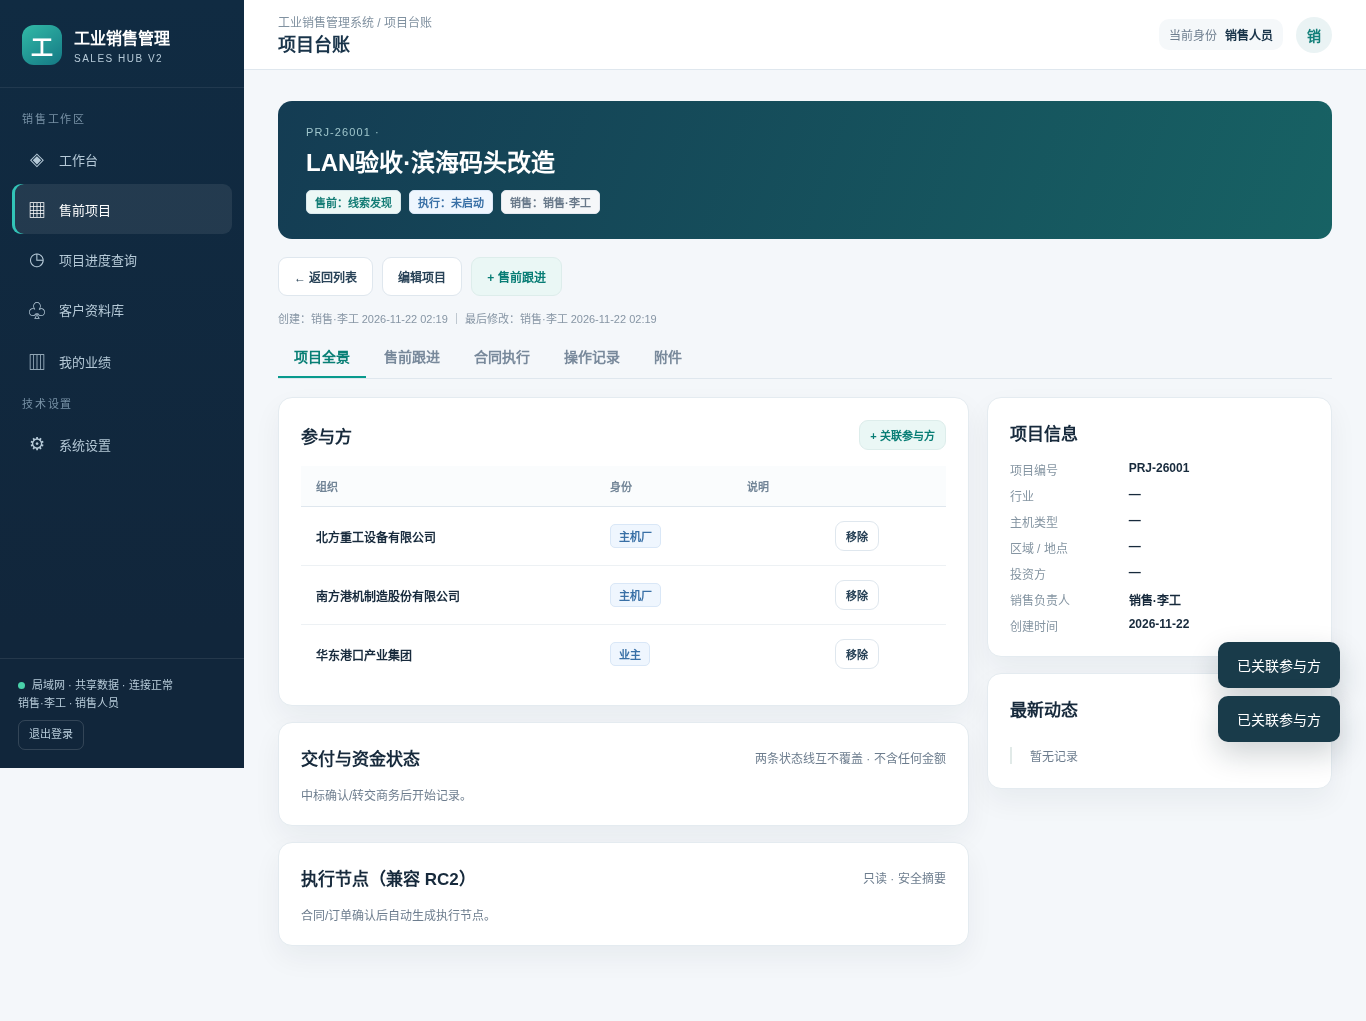 工
工业销售管理
SALES HUB V2
销售工作区
工作台
售前项目
项目进度查询
客户资料库
我的业绩
技术设置
系统设置
局域网 · 共享数据 · 连接正常
销售·李工 · 销售人员
退出登录
工业销售管理系统 / 项目台账
项目台账
当前身份 销售人员
销
PRJ-26001 ·
LAN验收·滨海码头改造
售前：线索发现 执行：未启动 销售：销售·李工
← 返回列表 编辑项目 + 售前跟进
创建：销售·李工 2026-11-22 02:19 ｜ 最后修改：销售·李工 2026-11-22 02:19
项目全景 售前跟进 合同执行 操作记录 附件
参与方
+ 关联参与方
组织 身份 说明
北方重工设备有限公司 主机厂 移除
南方港机制造股份有限公司 主机厂 移除
华东港口产业集团 业主 移除
交付与资金状态
两条状态线互不覆盖 · 不含任何金额
中标确认/转交商务后开始记录。
执行节点（兼容 RC2）
只读 · 安全摘要
合同/订单确认后自动生成执行节点。
项目信息
项目编号 PRJ-26001
行业 —
主机类型 —
区域 / 地点 —
投资方 —
销售负责人 销售·李工
创建时间 2026-11-22
已关联参与方
最新动态
已关联参与方
暂无记录